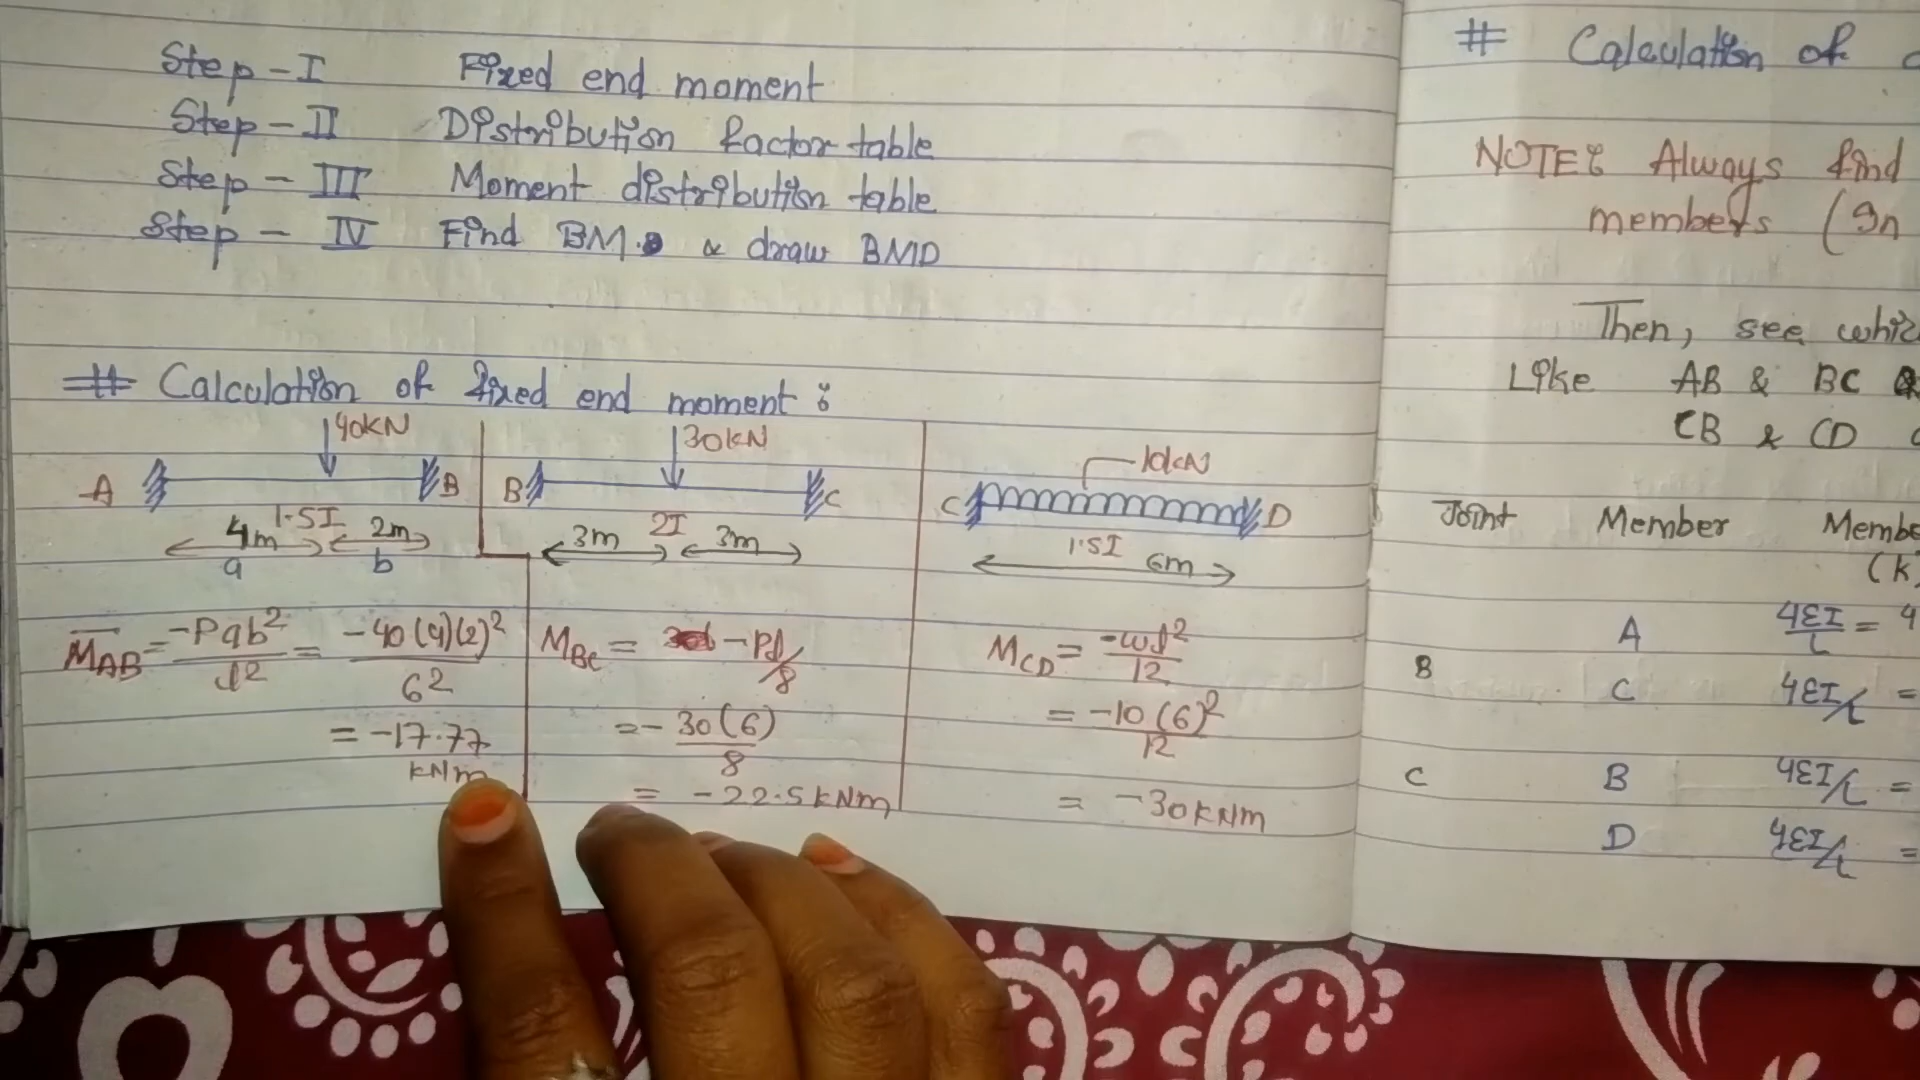 Step - I Fixed end moment
Step - II Distribution factor table
Step - III Moment distribution table
Step - IV Find BM. & draw BMD
# Calculation of fixed end moment :
40kN
A B
1.5I
4m 2m
a b
M̅AB = -Pab²/l² = -40(4)(2)²/6²
= -17.77
kNm
30kN
B C
2I
3m 3m
MBC = -Pl/8
= - 30(6)/8
= -22.5kNm
10kN
C D
1.5I
6m
MCD = -wl²/12
= -10(6)²/12
= -30kNm
# Calculation of
NOTE: Always find
members (In
Then, see
Like AB & BC &
CB & CD
Joint Member
(K)
B A 4EI/L = 4
C 4EI/L =
C B 4EI/L =
D 4EI/L =